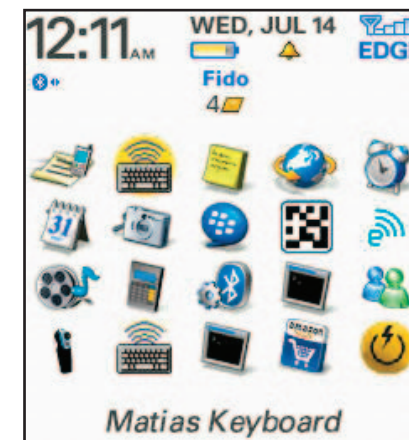 12:11AM WED, JUL 14 EDG
Fido
4
31
amazon
Matias Keyboard